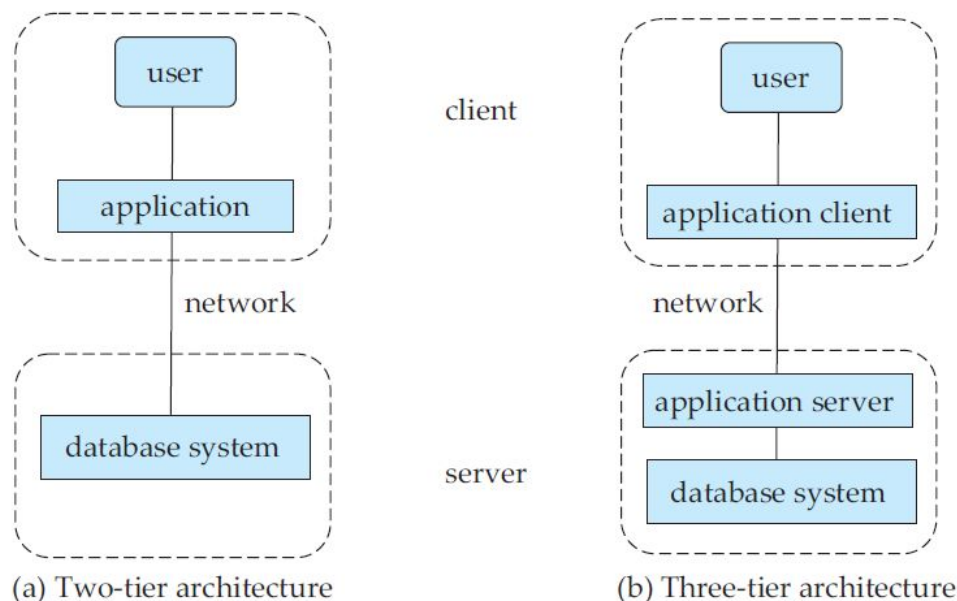 user
application
network
database system
(a) Two-tier architecture
client
server
user
application client
network
application server
database system
(b) Three-tier architecture